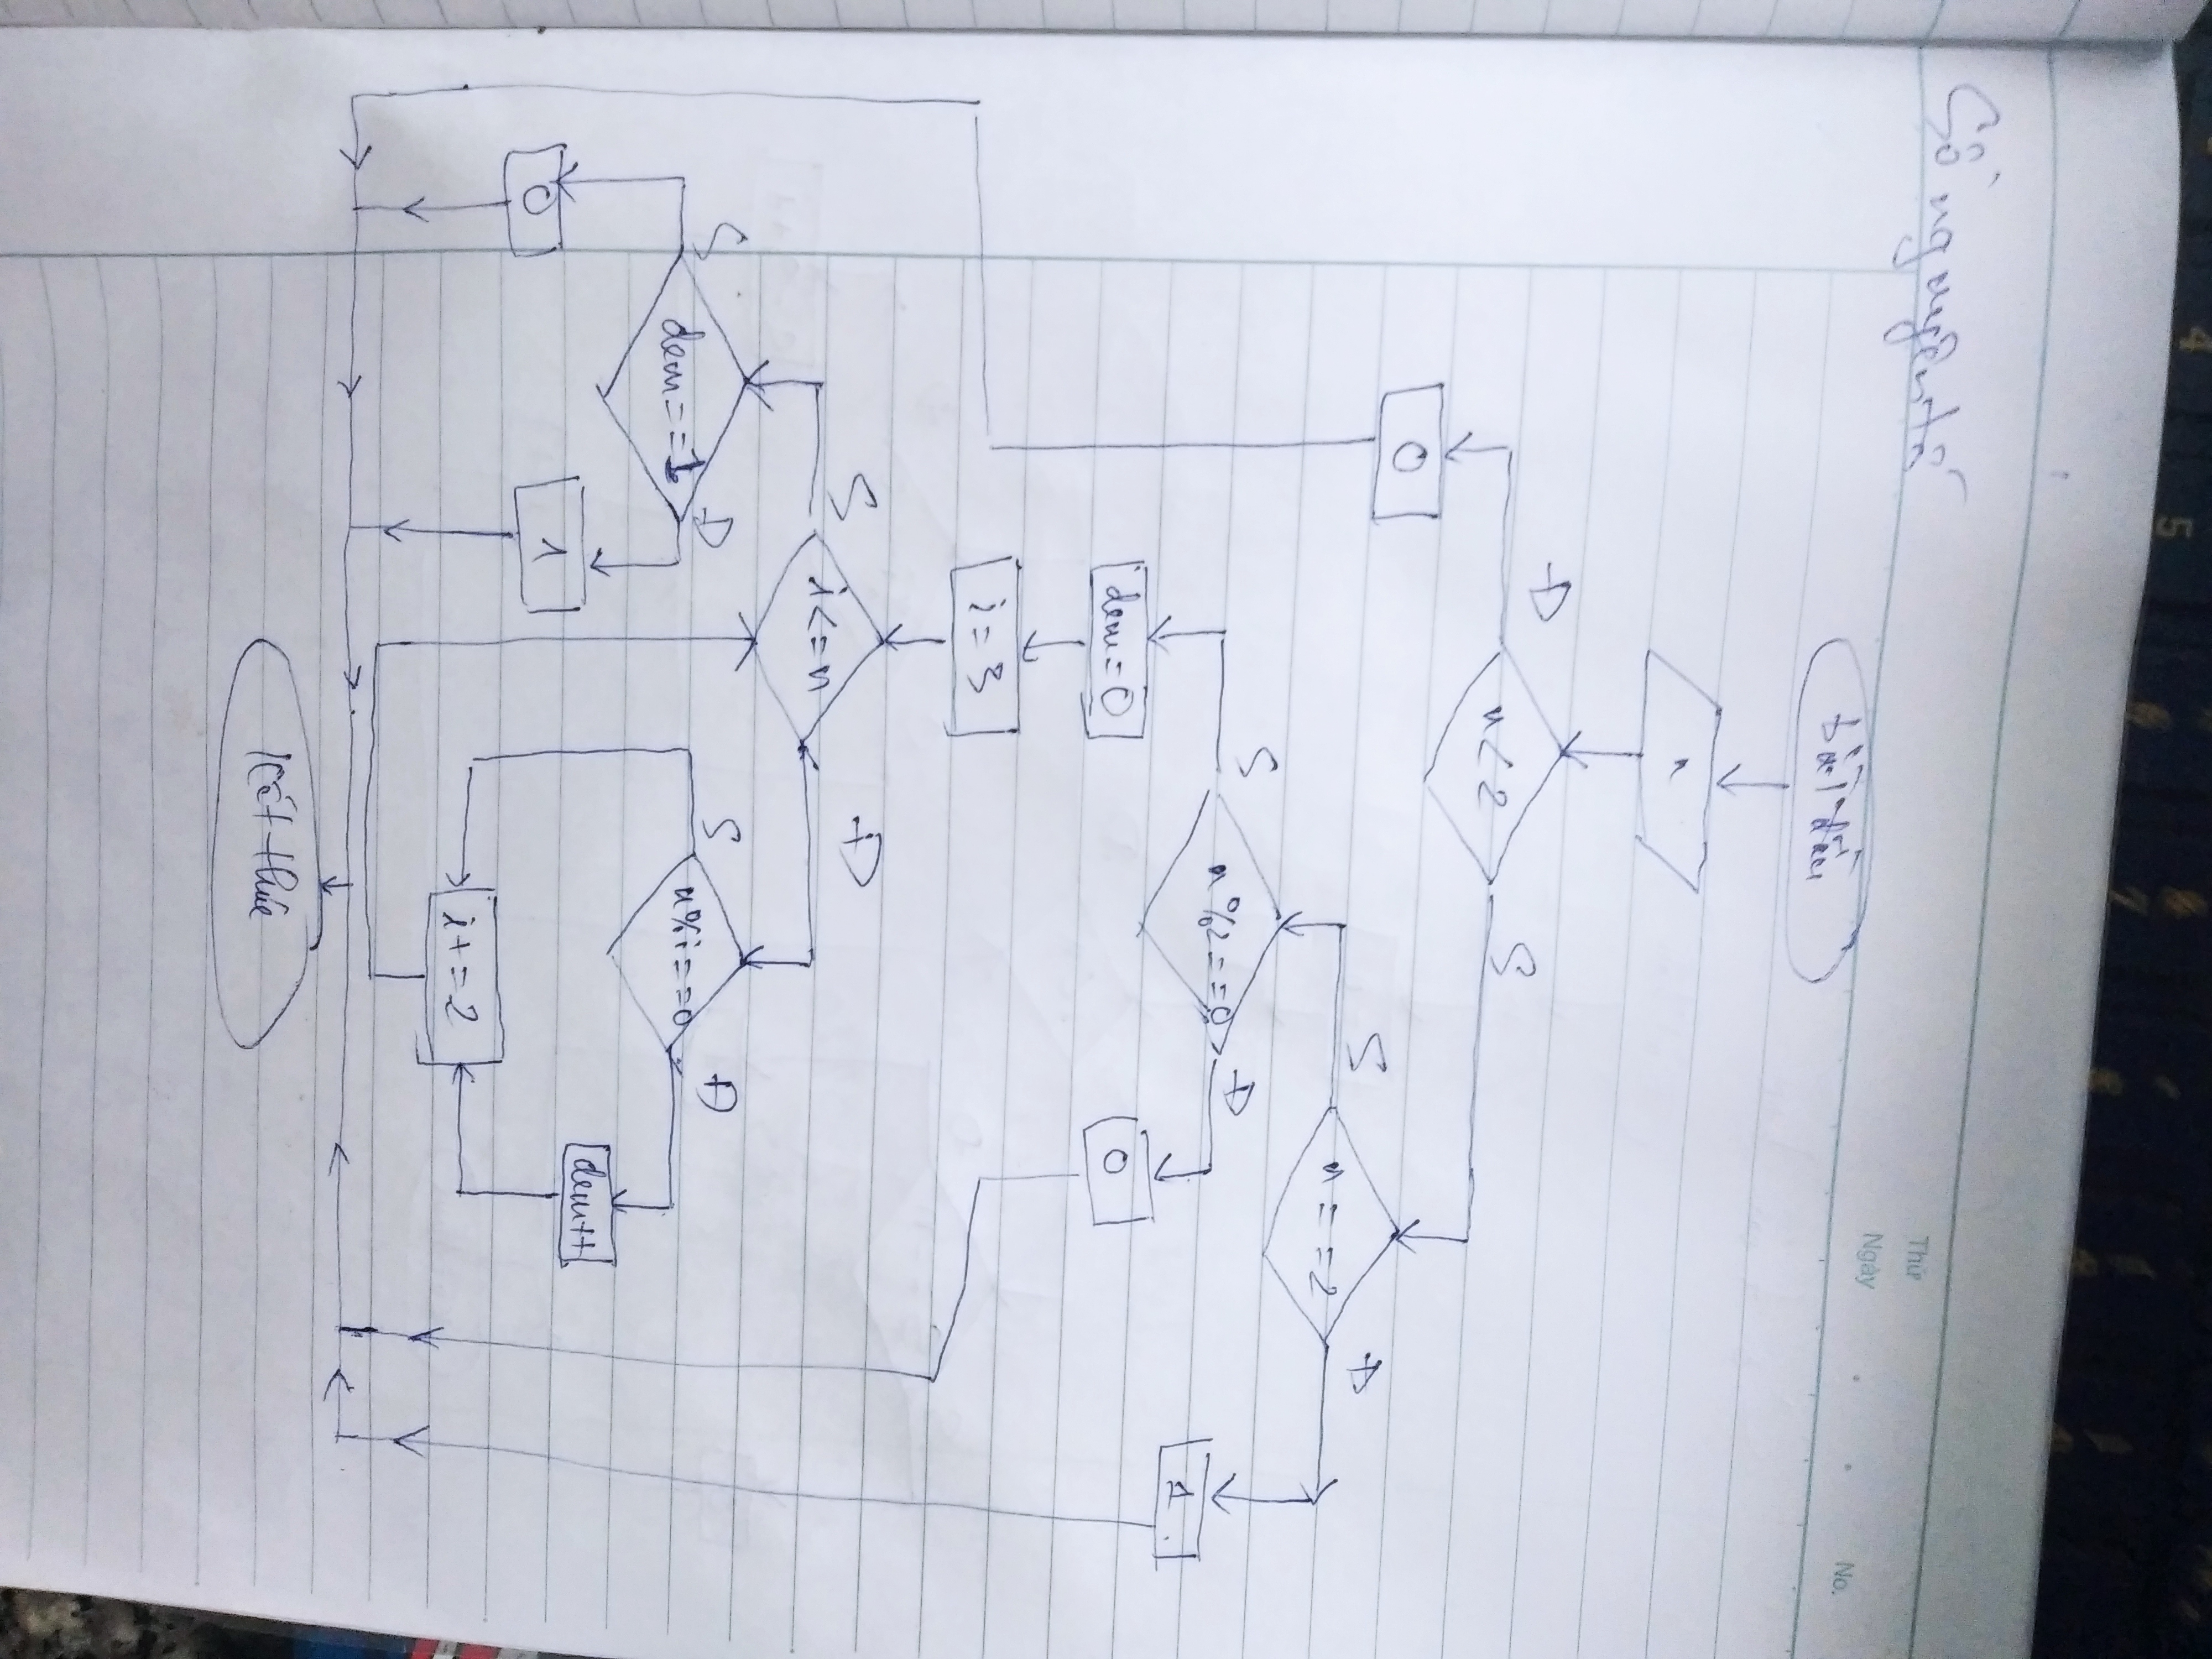 Số nguyên tố
Thứ
Ngày
No.
bắt đầu
n
n<2
Đ
S
0
n==2
S
Đ
1
n%2==0
S
Đ
0
dem=0
i=3
i<=n
S
Đ
dem==1
S
Đ
n%i==0
S
Đ
0
1
dem++
i+=2
Kết thúc